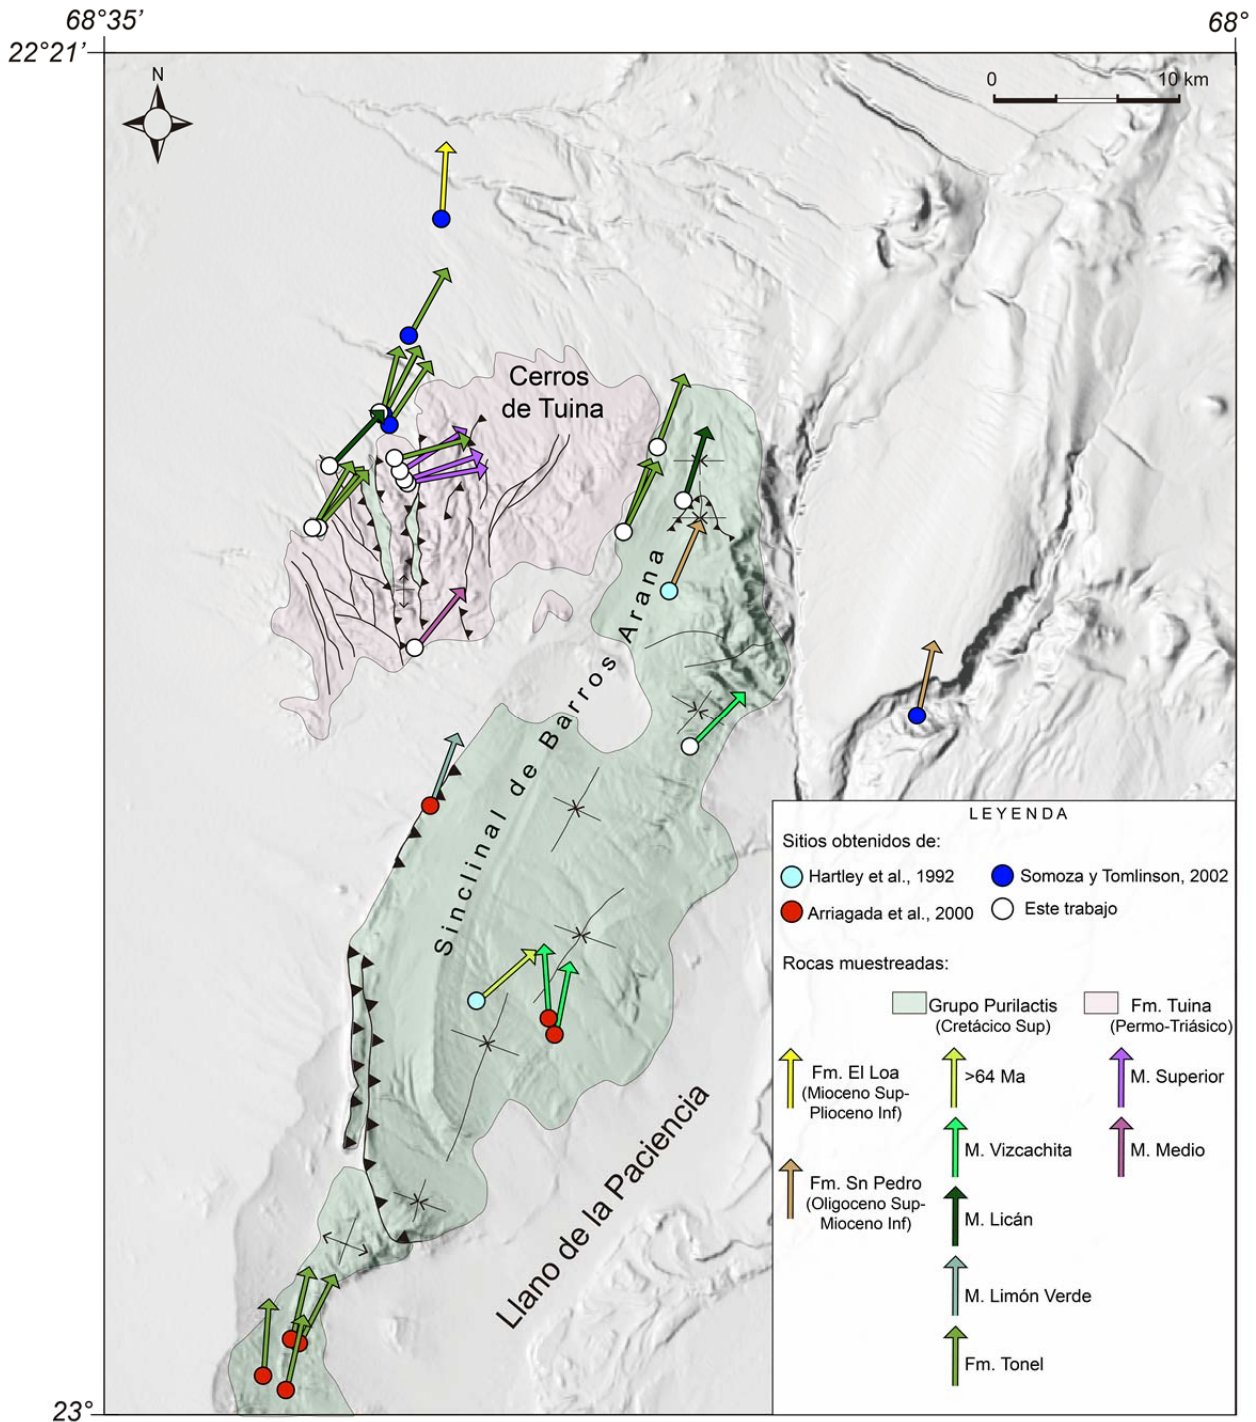 68°35’
68°
22°21’
N
0
10 km
Cerros
de Tuina
Sinclinal de Barros Arana
Llano de la Paciencia
LEYENDA
Sitios obtenidos de:
Hartley et al., 1992
Somoza y Tomlinson, 2002
Arriagada et al., 2000
Este trabajo
Rocas muestreadas:
Grupo Purilactis
(Cretácico Sup)
Fm. Tuina
(Permo-Triásico)
Fm. El Loa
(Mioceno Sup-
Plioceno Inf)
>64 Ma
M. Superior
M. Vizcachita
M. Medio
Fm. Sn Pedro
(Oligoceno Sup-
Mioceno Inf)
M. Licán
M. Limón Verde
Fm. Tonel
23°